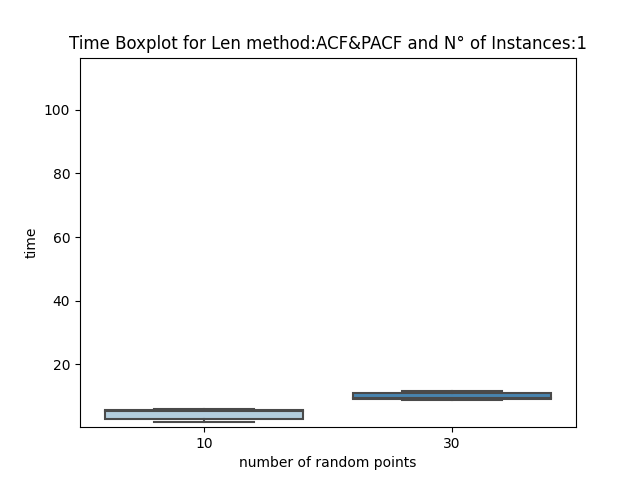 Time Boxplot for Len method:ACF&PACF and N° of Instances:1
100
80
60
40
20
time
10
30
number of random points